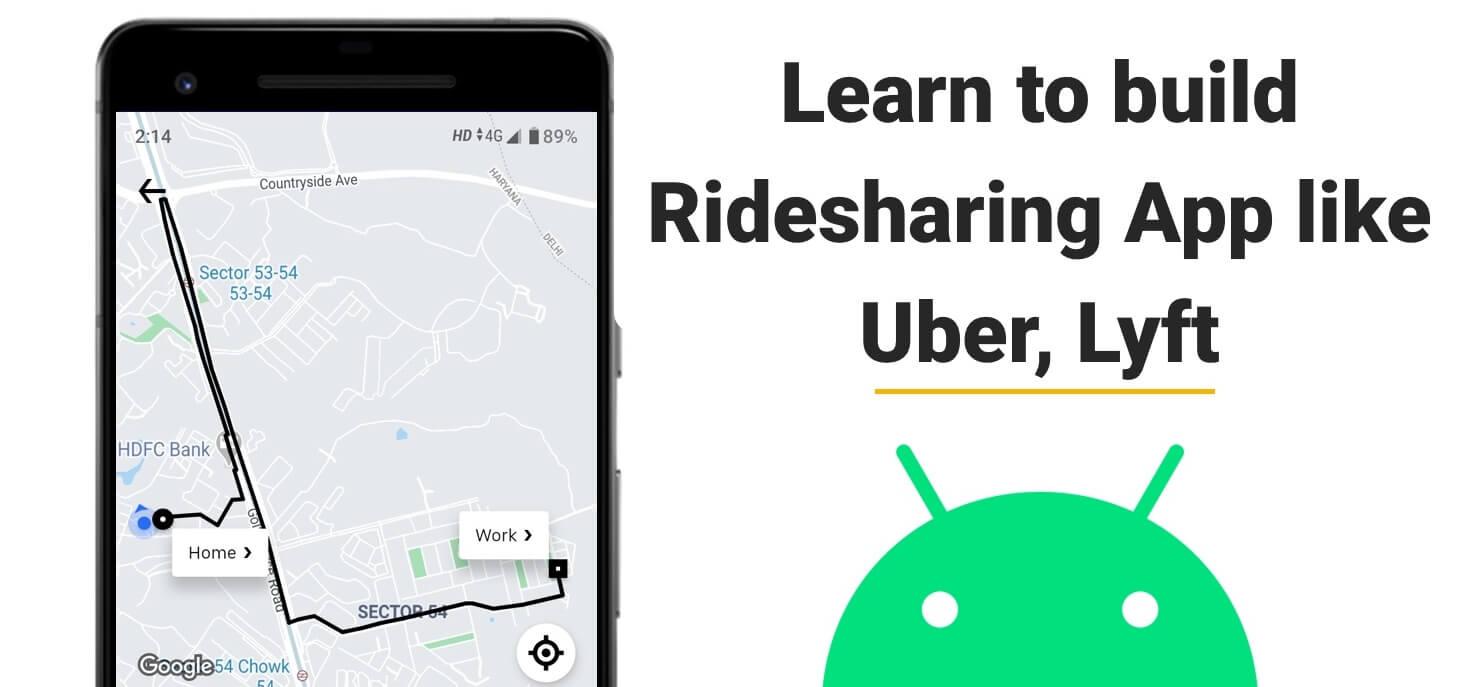 2:14
HD 4G 89%
Countryside Ave
HARYANA
DELHI
Sector 53-54
53-54
HDFC Bank
Home
Work
Road
SECTOR 54
Google
54 Chowk
54
Learn to build
Ridesharing App like
Uber, Lyft